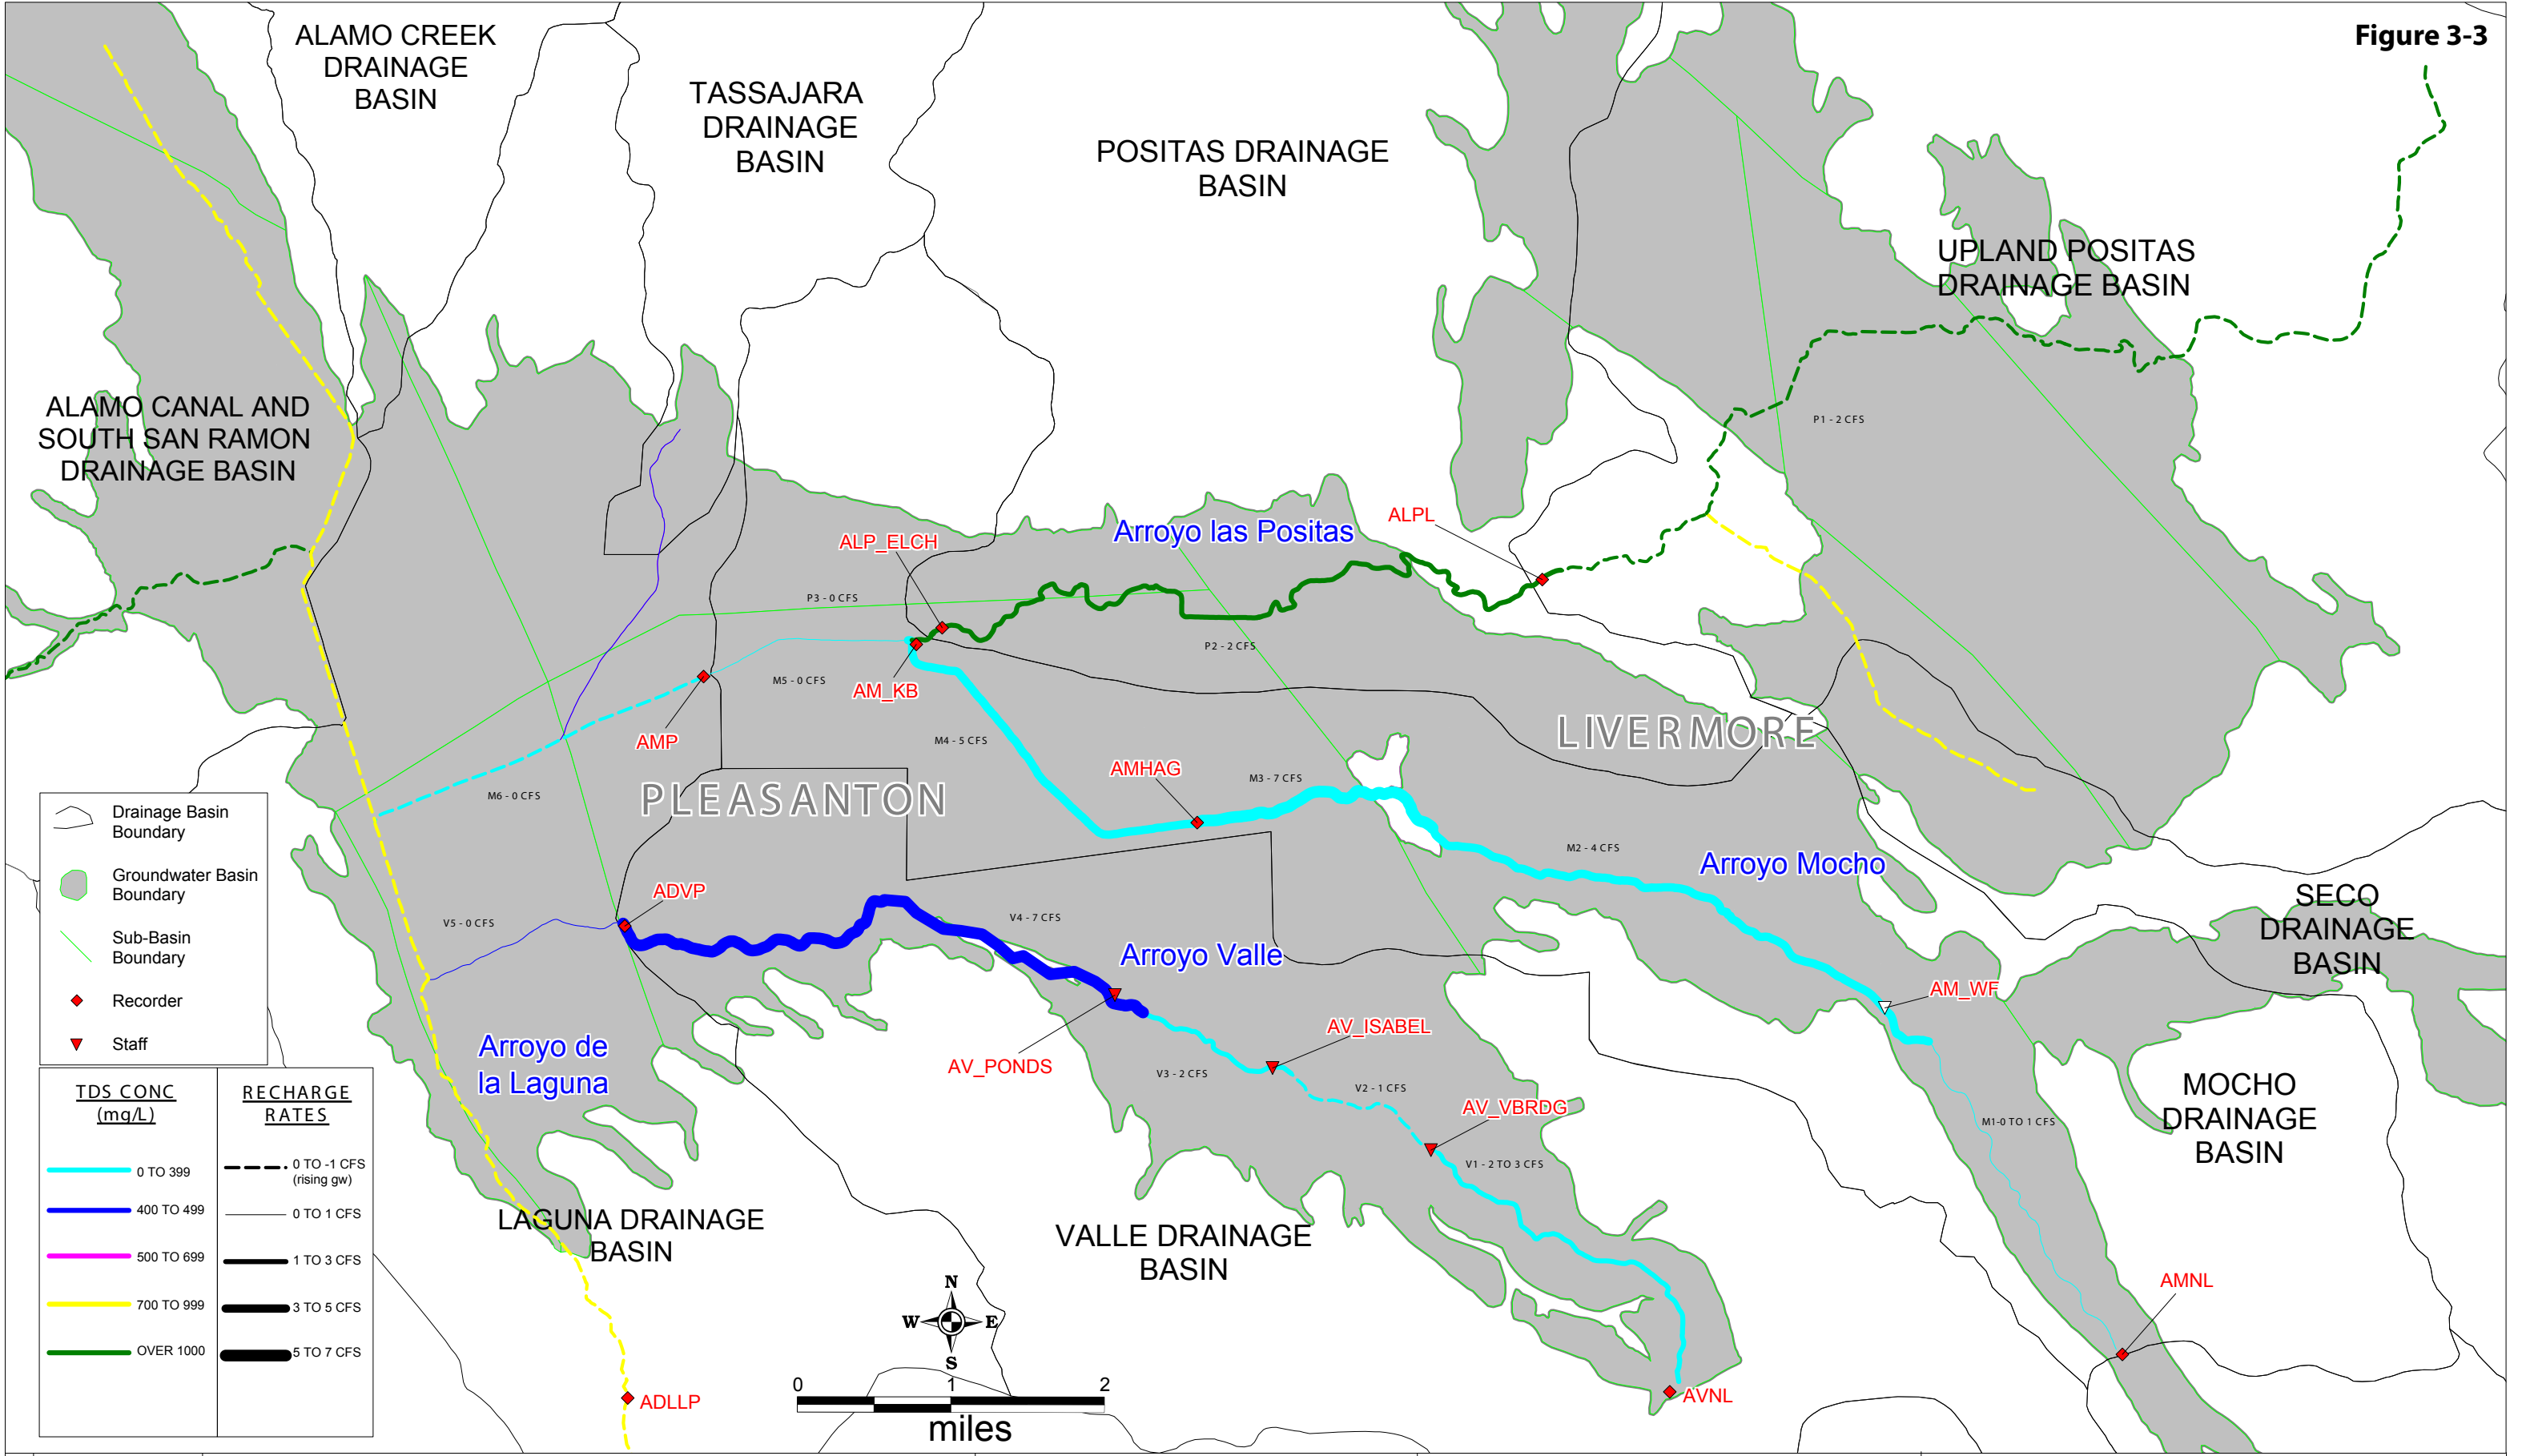 Figure 3-3
ALAMO CREEK
DRAINAGE
BASIN
TASSAJARA
DRAINAGE
BASIN
POSITAS DRAINAGE
BASIN
UPLAND POSITAS
DRAINAGE BASIN
ALAMO CANAL AND
SOUTH SAN RAMON
DRAINAGE BASIN
P1 - 2 CFS
ALPL
Arroyo las Positas
ALP_ELCH
P3 - 0 CFS
P2 - 2 CFS
M5 - 0 CFS
AM_KB
AMP
M4 - 5 CFS
LIVERMORE
AMHAG
M3 - 7 CFS
M6 - 0 CFS
PLEASANTON
M2 - 4 CFS
Arroyo Mocho
ADVP
V5 - 0 CFS
V4 - 7 CFS
Arroyo Valle
SECO
DRAINAGE
BASIN
AM_WF
AV_ISABEL
AV_PONDS
V3 - 2 CFS
V2 - 1 CFS
AV_VBRDG
V1 - 2 TO 3 CFS
M1-0 TO 1 CFS
MOCHO
DRAINAGE
BASIN
Arroyo de
la Laguna
LAGUNA DRAINAGE
BASIN
VALLE DRAINAGE
BASIN
AMNL
AVNL
ADLLP
Drainage Basin
Boundary
Groundwater Basin
Boundary
Sub-Basin
Boundary
Recorder
Staff
TDS CONC
(mg/L)
0 TO 399
400 TO 499
500 TO 699
700 TO 999
OVER 1000
RECHARGE
RATES
0 TO -1 CFS
(rising gw)
0 TO 1 CFS
1 TO 3 CFS
3 TO 5 CFS
5 TO 7 CFS
N
W E
S
0 1 2
miles